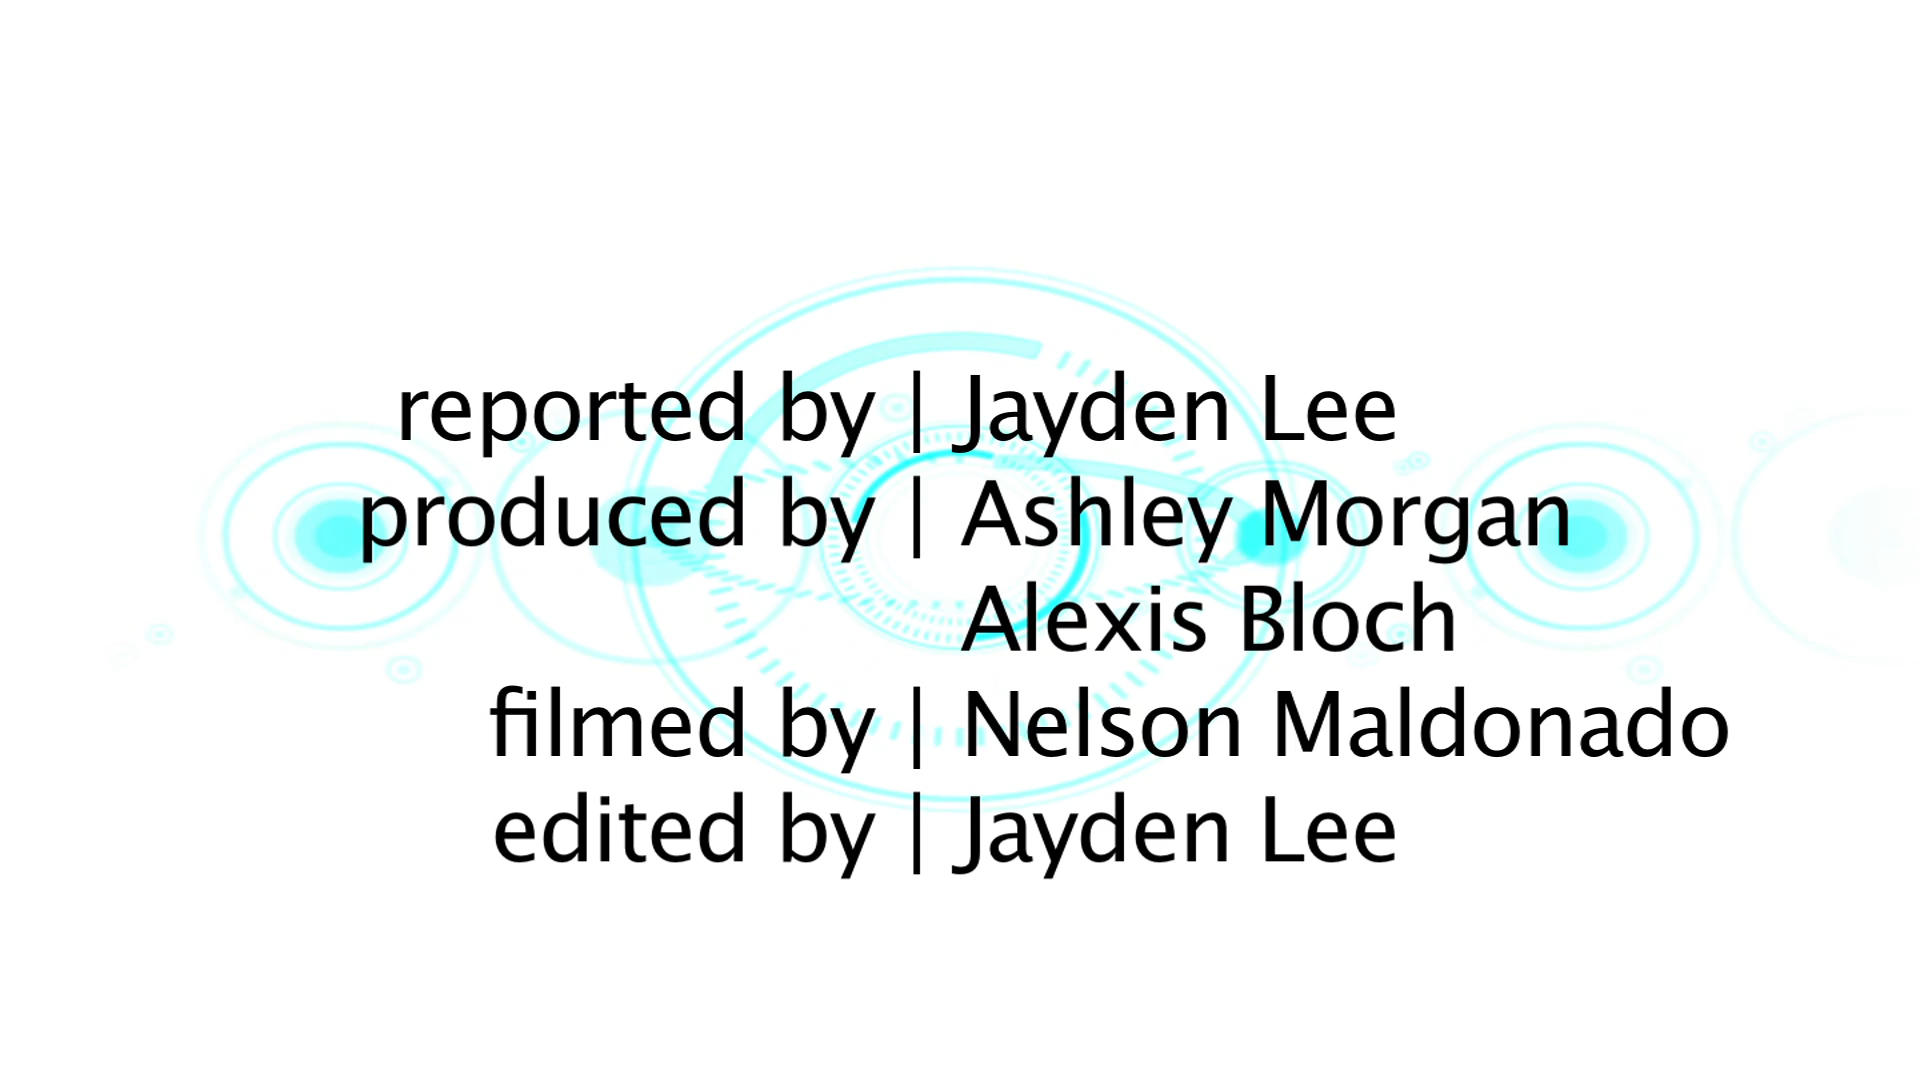 reported by | Jayden Lee
produced by | Ashley Morgan
Alexis Bloch
filmed by | Nelson Maldonado
edited by | Jayden Lee